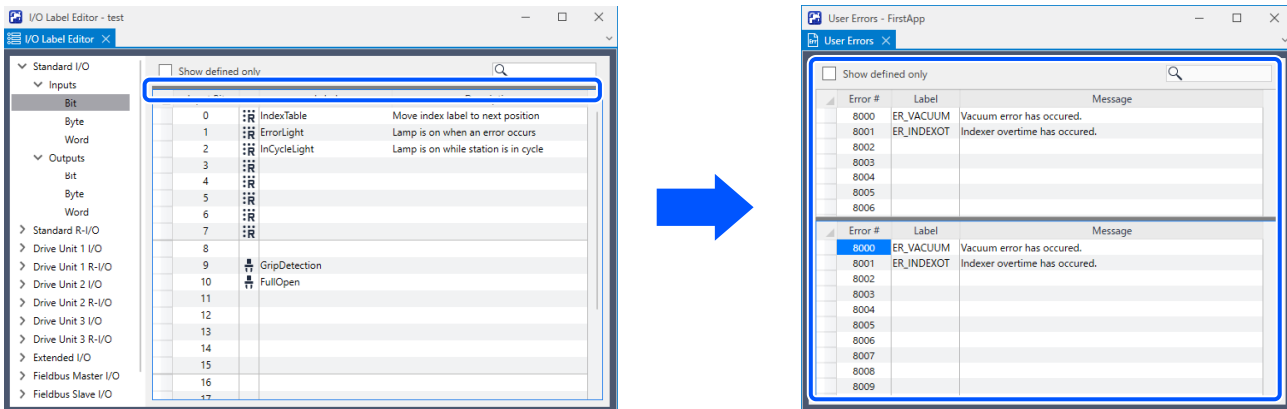 I/O Label Editor - test
I/O Label Editor
Standard I/O
Inputs
Bit
Byte
Word
Outputs
Bit
Byte
Word
Standard R-I/O
Drive Unit 1 I/O
Drive Unit 1 R-I/O
Drive Unit 2 I/O
Drive Unit 2 R-I/O
Drive Unit 3 I/O
Drive Unit 3 R-I/O
Extended I/O
Fieldbus Master I/O
Fieldbus Slave I/O
Show defined only
0 R IndexTable Move index label to next position
1 R ErrorLight Lamp is on when an error occurs
2 R InCycleLight Lamp is on while station is in cycle
3 R
4 R
5 R
6 R
7 R
8
9 GripDetection
10 FullOpen
11
12
13
14
15
16
17
User Errors - FirstApp
User Errors
Show defined only
Error # Label Message
8000 ER_VACUUM Vacuum error has occured.
8001 ER_INDEXOT Indexer overtime has occured.
8002
8003
8004
8005
8006
Error # Label Message
8000 ER_VACUUM Vacuum error has occured.
8001 ER_INDEXOT Indexer overtime has occured.
8002
8003
8004
8005
8006
8007
8008
8009